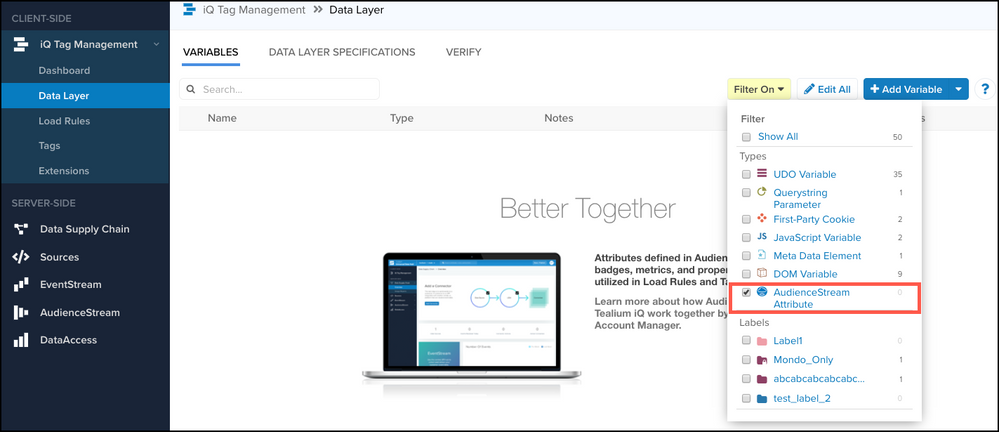 CLIENT-SIDE
iQ Tag Management
Dashboard
Data Layer
Load Rules
Tags
Extensions
SERVER-SIDE
Data Supply Chain
Sources
EventStream
AudienceStream
DataAccess
iQ Tag Management >> Data Layer
VARIABLES DATA LAYER SPECIFICATIONS VERIFY
Search...
Filter On Edit All + Add Variable ?
Name Type Notes s
Filter
Show All 50
Types
UDO Variable 35
Querystring
Parameter 1
First-Party Cookie 2
JS JavaScript Variable 2
Meta Data Element 1
DOM Variable 9
AudienceStream
Attribute 0
Labels
Label1 0
Mondo_Only 1
abcabcabcabcabc... 1
test_label_2 0
Better Together
Attributes defined in Audien
badges, metrics, and proper
utilized in Load Rules and Ta
Learn more about how Audi
Tealium iQ work together by
Account Manager.
EventStream